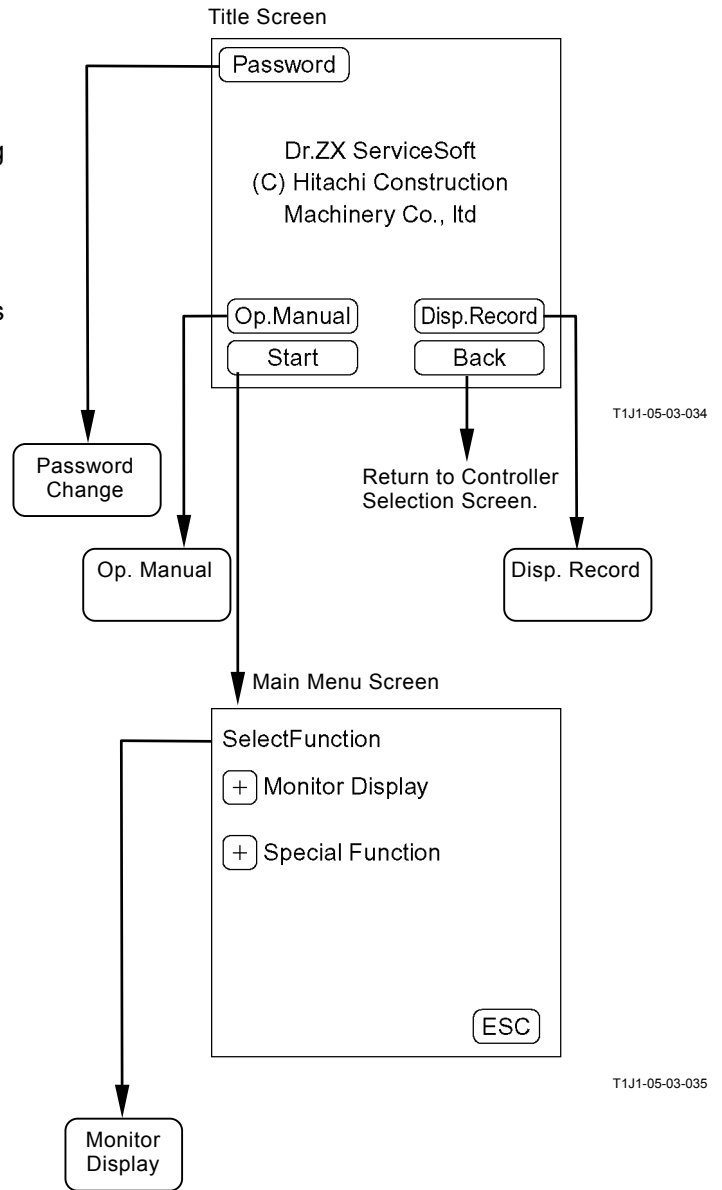 Title Screen
Password
g
Dr.ZX ServiceSoft
(C) Hitachi Construction
Machinery Co., ltd
s
Op.Manual Disp.Record
Start Back
T1J1-05-03-034
Password
Change
Return to Controller
Selection Screen.
Op. Manual
Disp. Record
Main Menu Screen
SelectFunction
+ Monitor Display
+ Special Function
ESC
T1J1-05-03-035
Monitor
Display